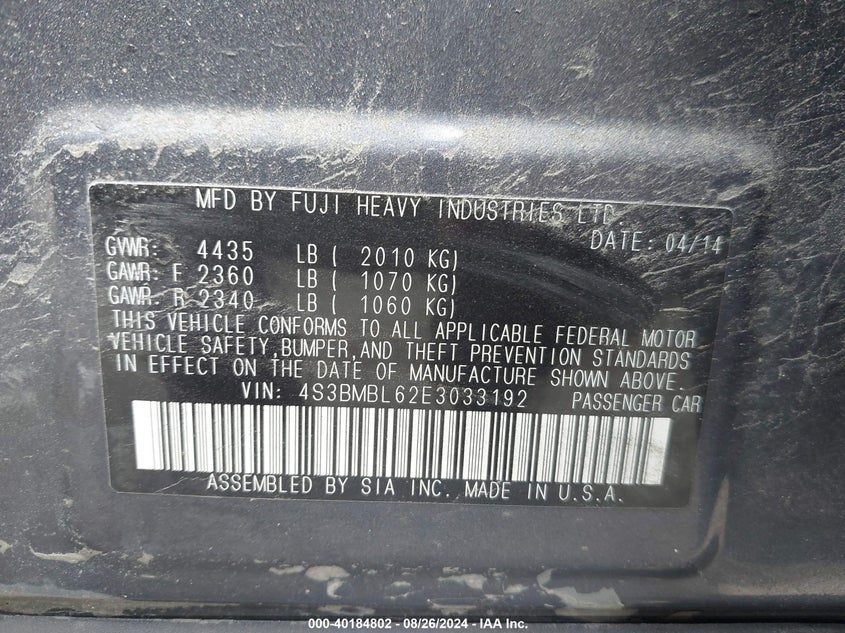 MFD BY FUJI HEAVY INDUSTRIES LTD
DATE: 04/14
GVWR: 4435 LB ( 2010 KG)
GAWR: F 2360 LB ( 1070 KG)
GAWR: R 2340 LB ( 1060 KG)
THIS VEHICLE CONFORMS TO ALL APPLICABLE FEDERAL MOTOR
VEHICLE SAFETY, BUMPER, AND THEFT PREVENTION STANDARDS
IN EFFECT ON THE DATE OF MANUFACTURE SHOWN ABOVE.
VIN: 4S3BMBL62E3033192 PASSENGER CAR
ASSEMBLED BY SIA INC. MADE IN U.S.A.
000-40184802 - 08/26/2024 - IAA Inc.